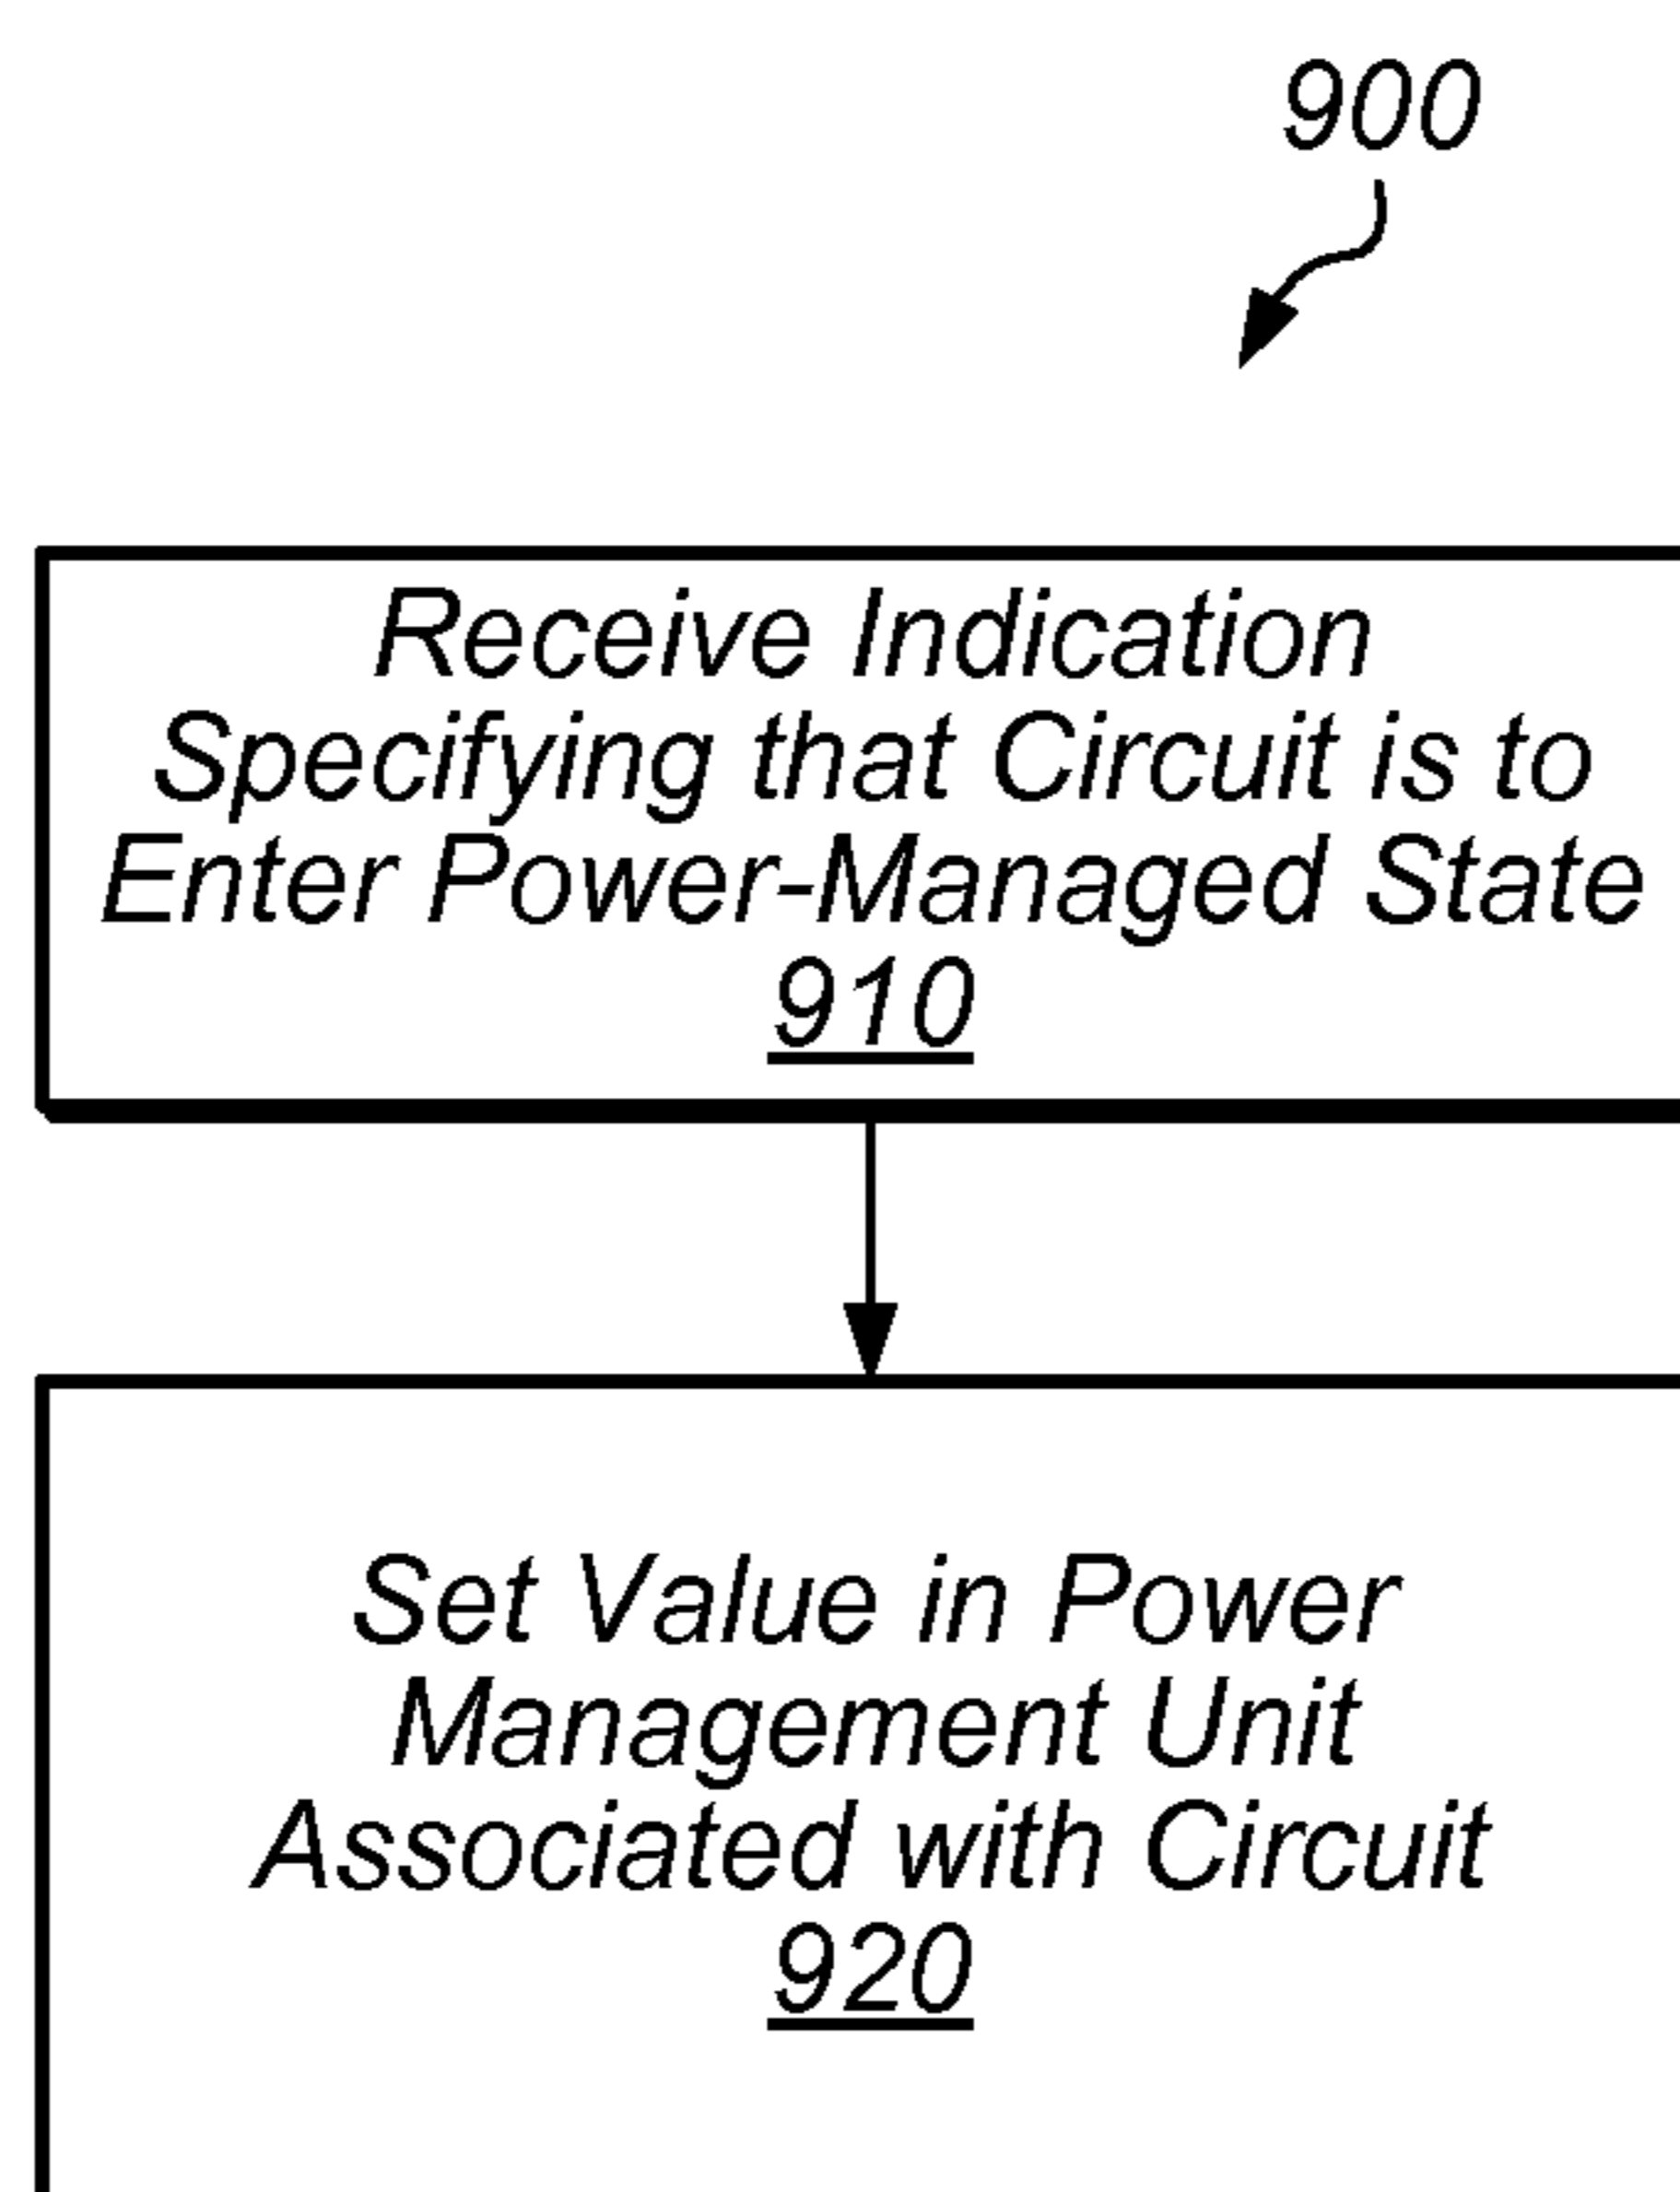 900
Receive Indication
Specifying that Circuit is to
Enter Power-Managed State
910
Set Value in Power
Management Unit
Associated with Circuit
920